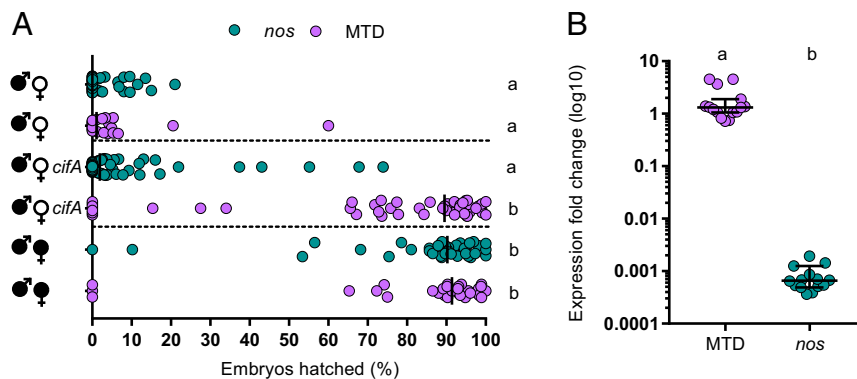 A
nos MTD
a
a
cifA a
cifA b
b
b
0 10 20 30 40 50 60 70 80 90 100
Embryos hatched (%)
B
a b
Expression fold change (log10)
10
1
0.1
0.01
0.001
0.0001
MTD nos